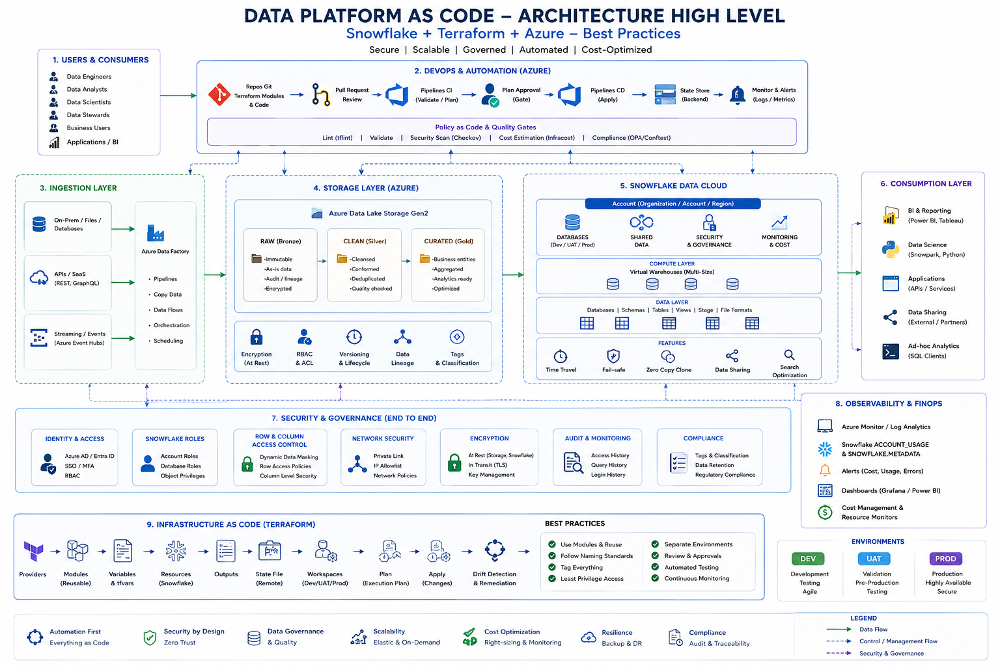 DATA PLATFORM AS CODE – ARCHITECTURE HIGH LEVEL
Snowflake + Terraform + Azure – Best Practices
Secure | Scalable | Governed | Automated | Cost-Optimized
1. USERS & CONSUMERS
Data Engineers
Data Analysts
Data Scientists
Data Stewards
Business Users
Applications / BI
2. DEVOPS & AUTOMATION (AZURE)
Repos Git
Terraform Modules
& Code
Pull Request
Review
Pipelines CI
(Validate / Plan)
Plan Approval
(Gate)
Pipelines CD
(Apply)
State Store
(Backend)
Monitor & Alerts
(Logs / Metrics)
Policy as Code & Quality Gates
Lint (tflint) | Validate | Security Scan (Checkov) | Cost Estimation (Infracost) | Compliance (OPA/Conftest)
3. INGESTION LAYER
On-Prem / Files /
Databases
APIs / SaaS
(REST, GraphQL)
Streaming / Events
(Azure Event Hubs)
Azure Data Factory
• Pipelines
• Copy Data
• Data Flows
• Orchestration
• Scheduling
4. STORAGE LAYER (AZURE)
Azure Data Lake Storage Gen2
RAW (Bronze)
•Immutable
•As-is data
•Audit / lineage
•Encrypted
CLEAN (Silver)
•Cleansed
•Conformed
•Deduplicated
•Quality checked
CURATED (Gold)
•Business entities
•Aggregated
•Analytics ready
•Optimized
Encryption
(At Rest)
RBAC
& ACL
Versioning
& Lifecycle
Data
Lineage
Tags
& Classification
5. SNOWFLAKE DATA CLOUD
Account (Organization / Account / Region)
DATABASES
(Dev / UAT / Prod)
SHARED
DATA
SECURITY
& GOVERNANCE
MONITORING
& COST
COMPUTE LAYER
Virtual Warehouses (Multi-Size)
DATA LAYER
Databases | Schemas | Tables | Views | Stage | File Formats
FEATURES
Time Travel
Fail-safe
Zero Copy Clone
Data Sharing
Search
Optimization
6. CONSUMPTION LAYER
BI & Reporting
(Power BI, Tableau)
Data Science
(Snowpark, Python)
Applications
(APIs / Services)
Data Sharing
(External / Partners)
Ad-hoc Analytics
(SQL Clients)
7. SECURITY & GOVERNANCE (END TO END)
IDENTITY & ACCESS
Azure AD / Entra ID
SSO / MFA
RBAC
SNOWFLAKE ROLES
Account Roles
Database Roles
Object Privileges
ROW & COLUMN
ACCESS CONTROL
Dynamic Data Masking
Row Access Policies
Column Level Security
NETWORK SECURITY
Private Link
IP Allowlist
Network Policies
ENCRYPTION
At Rest (Storage, Snowflake)
In Transit (TLS)
Key Management
AUDIT & MONITORING
Access History
Query History
Login History
COMPLIANCE
Tags & Classification
Data Retention
Regulatory Compliance
8. OBSERVABILITY & FINOPS
Azure Monitor / Log Analytics
Snowflake ACCOUNT_USAGE
& SNOWFLAKE.METADATA
Alerts (Cost, Usage, Errors)
Dashboards (Grafana / Power BI)
Cost Management &
Resource Monitors
9. INFRASTRUCTURE AS CODE (TERRAFORM)
Providers
Modules
(Reusable)
Variables
& tfvars
Resources
(Snowflake)
Outputs
State File
(Remote)
Workspaces
(Dev/UAT/Prod)
Plan
(Execution Plan)
Apply
(Changes)
Drift Detection
& Remediation
BEST PRACTICES
Use Modules & Reuse
Follow Naming Standards
Tag Everything
Least Privilege Access
Separate Environments
Review & Approvals
Automated Testing
Continuous Monitoring
ENVIRONMENTS
DEV
Development
Testing
Agile
UAT
Validation
Pre-Production
Testing
PROD
Production
Highly Available
Secure
Automation First
Everything as Code
Security by Design
Zero Trust
Data Governance
& Quality
Scalability
Elastic & On-Demand
Cost Optimization
Right-sizing & Monitoring
Resilience
Backup & DR
Compliance
Audit & Traceability
LEGEND
Data Flow
Control / Management Flow
Security & Governance